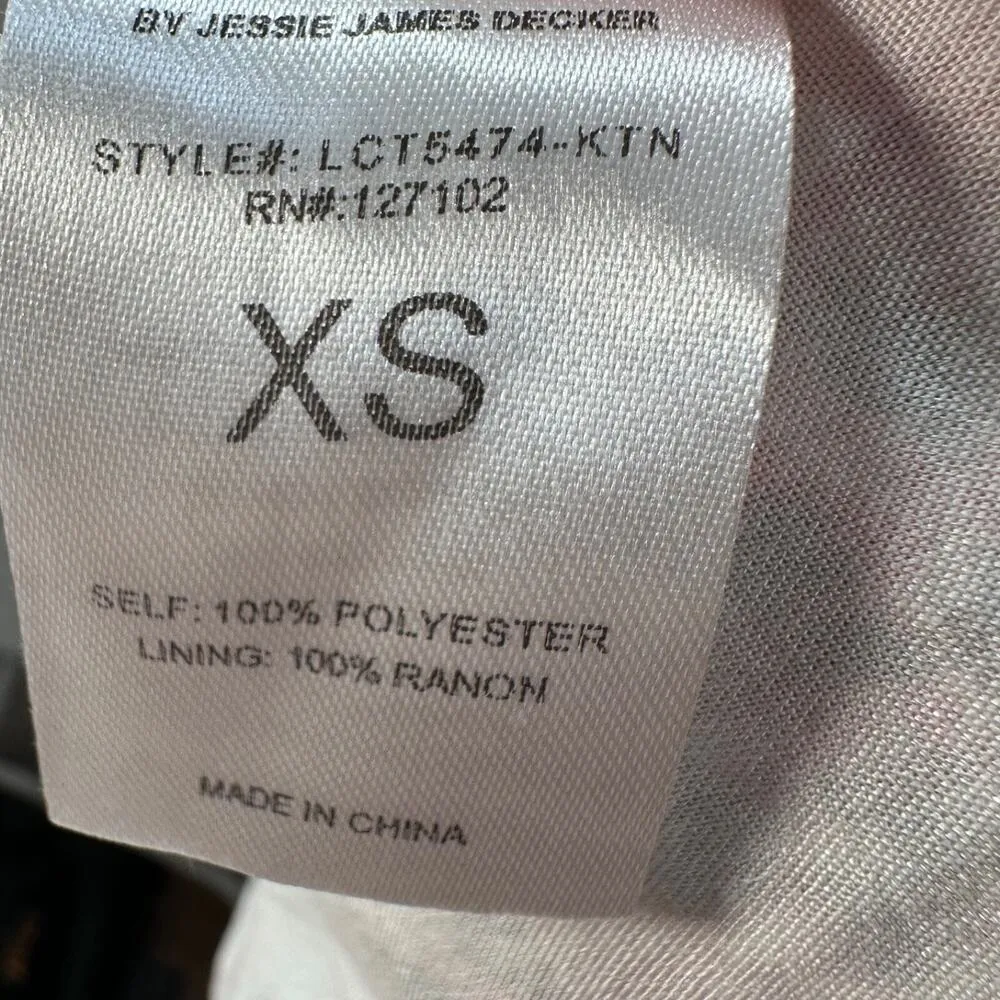 BY JESSIE JAMES DECKER
STYLE#: LCT5474-KTN
RN#:127102
XS
SELF: 100% POLYESTER
LINING: 100% RANON
MADE IN CHINA